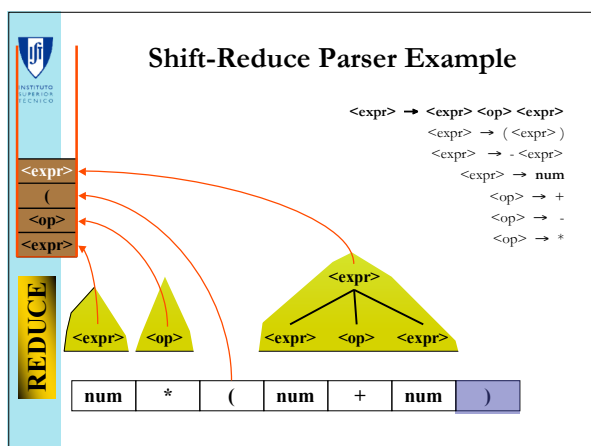 Shift-Reduce Parser Example
INSTITUTO
SUPERIOR
TÉCNICO
<expr> → <expr> <op> <expr>
<expr> → ( <expr> )
<expr> → - <expr>
<expr> → num
<op> → +
<op> → -
<op> → *
<expr>
(
<op>
<expr>
REDUCE
<expr>
<expr> <op> <expr> <op> <expr>
num * ( num + num )